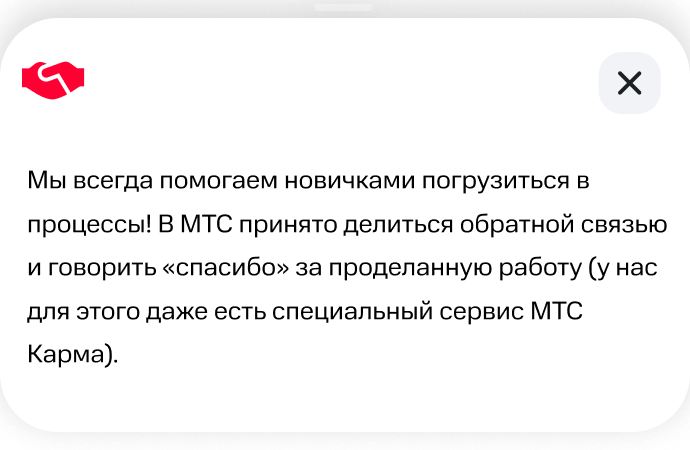 Мы всегда помогаем новичками погрузиться в
процессы! В МТС принято делиться обратной связью
и говорить «спасибо» за проделанную работу (у нас
для этого даже есть специальный сервис МТС
Карма).